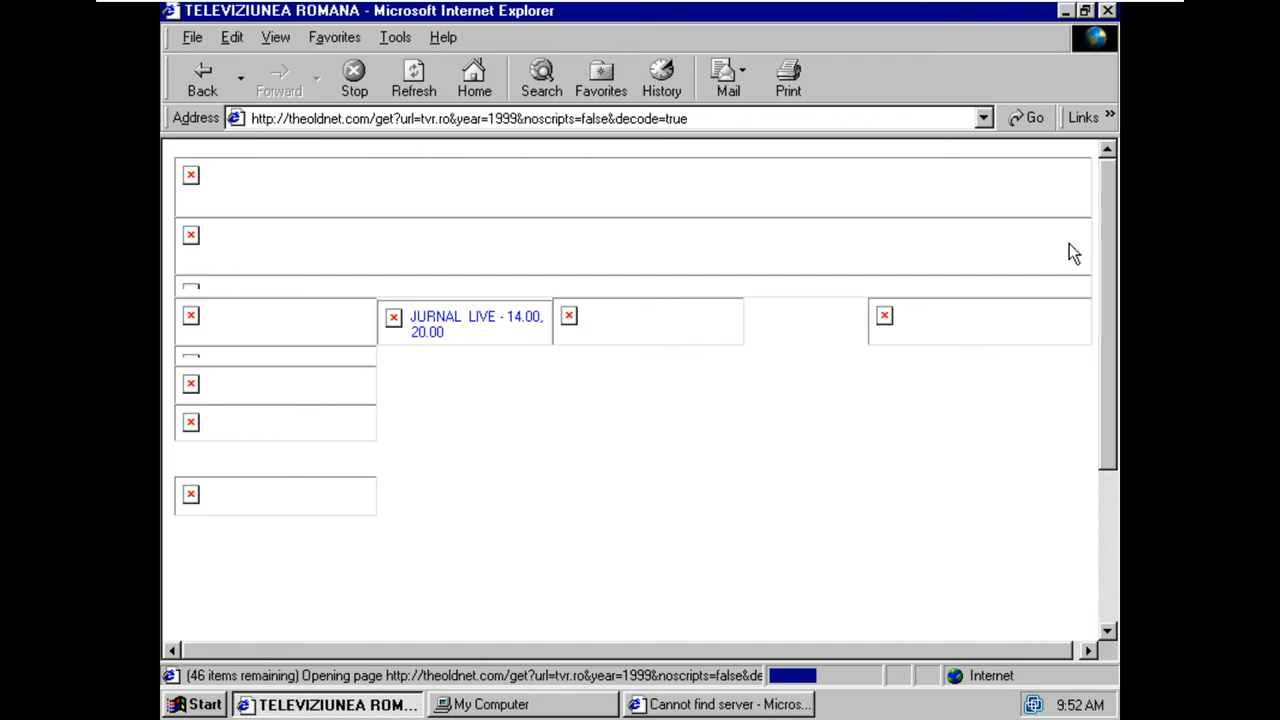 TELEVIZIUNEA ROMANA - Microsoft Internet Explorer
File Edit View Favorites Tools Help
Back Forward Stop Refresh Home Search Favorites History Mail Print
Address http://theoldnet.com/get?url=tvr.ro&year=1999&noscripts=false&decode=true Go Links »
JURNAL LIVE - 14.00,
20.00
(46 items remaining) Opening page http://theoldnet.com/get?url=tvr.ro&year=1999&noscripts=false&de Internet
Start TELEVIZIUNEA ROM... My Computer Cannot find server - Micros... 9:52 AM